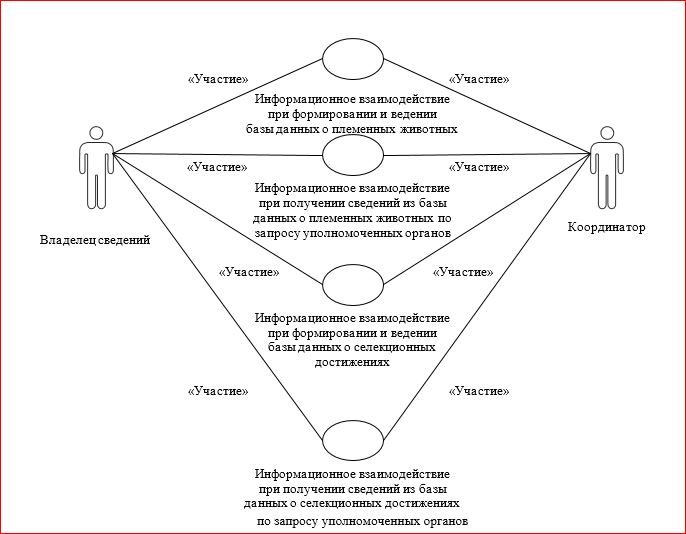 «Участие»
«Участие»
Информационное взаимодействие
при формировании и ведении
базы данных о племенных животных
«Участие»
«Участие»
Информационное взаимодействие
при получении сведений из базы
данных о племенных животных по
запросу уполномоченных органов
Владелец сведений
Координатор
«Участие»
«Участие»
Информационное взаимодействие
при формировании и ведении
базы данных о селекционных
достижениях
«Участие»
«Участие»
Информационное взаимодействие
при получении сведений из базы
данных о селекционных достижениях
по запросу уполномоченных органов